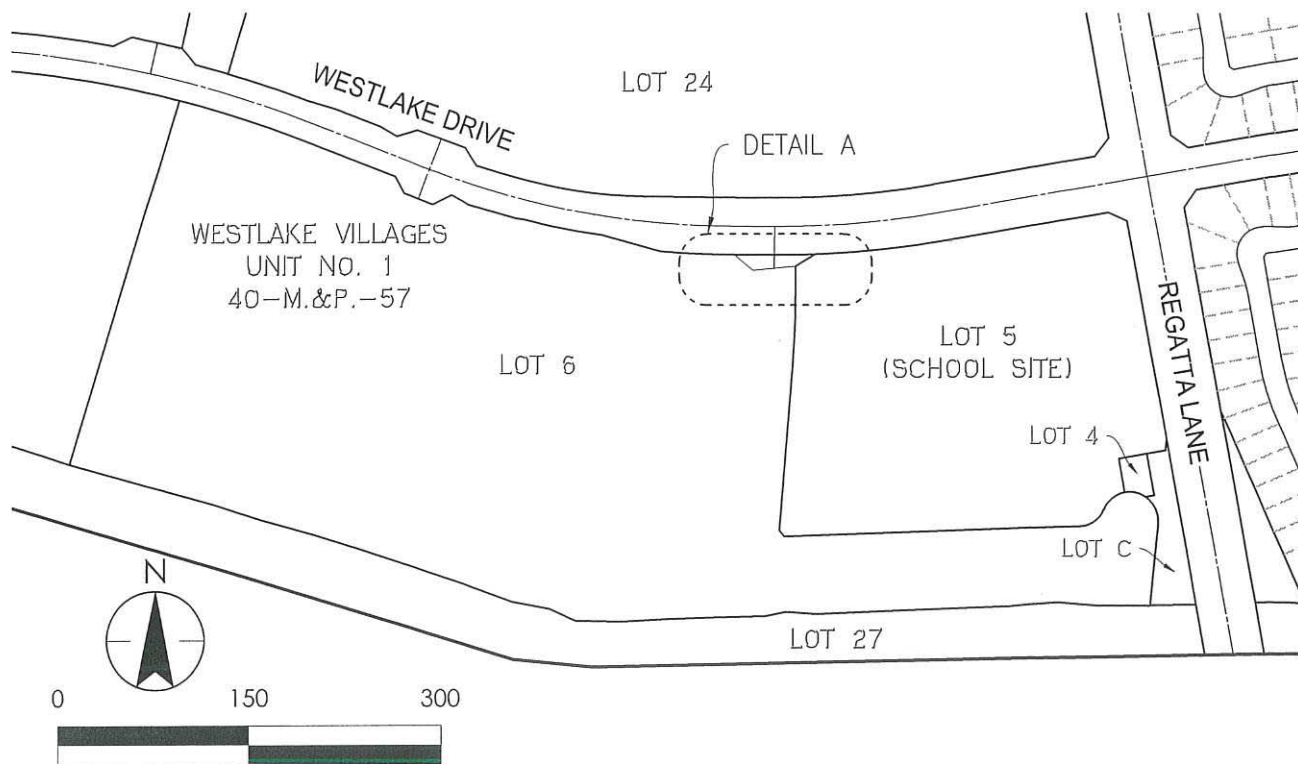 LOT 24
WESTLAKE DRIVE
DETAIL A
WESTLAKE VILLAGES
UNIT NO. 1
40-M.&P.-57
LOT 6
LOT 5
(SCHOOL SITE)
REGATTA LANE
LOT 4
LOT C
N
LOT 27
0 150 300